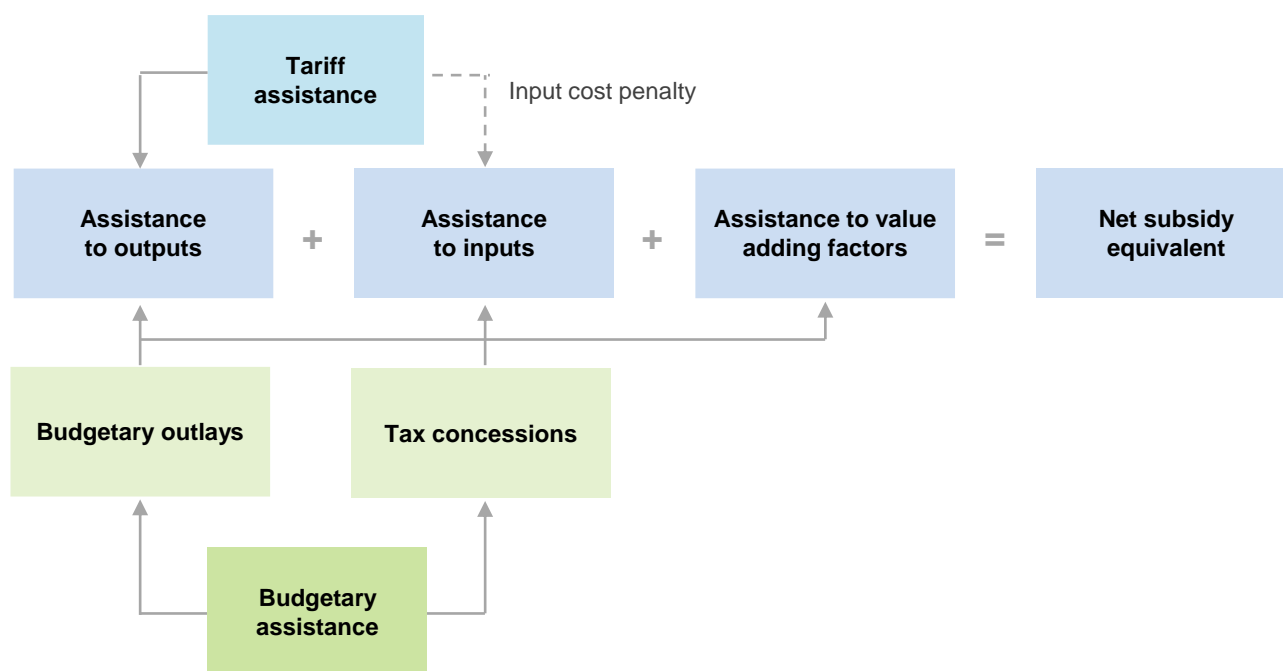 Tariff
assistance
Input cost penalty
Assistance
to outputs
+
Assistance
to inputs
+
Assistance to value
adding factors
=
Net subsidy
equivalent
Budgetary outlays
Tax concessions
Budgetary
assistance